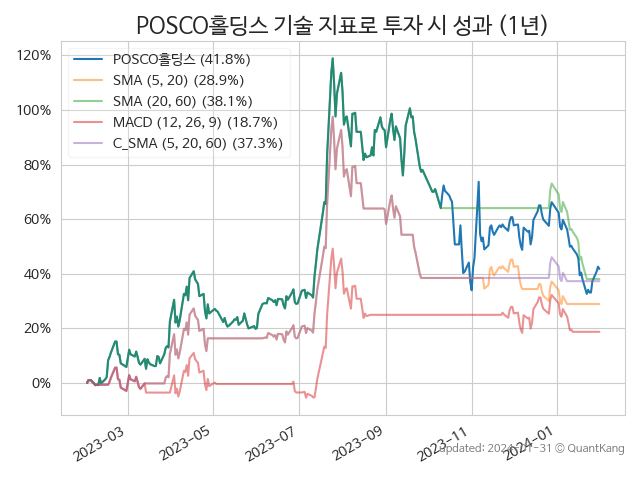 POSCO홀딩스 기술 지표로 투자 시 성과 (1년)
120%
100%
80%
60%
40%
20%
0%
POSCO홀딩스 (41.8%)
SMA (5, 20) (28.9%)
SMA (20, 60) (38.1%)
MACD (12, 26, 9) (18.7%)
C_SMA (5, 20, 60) (37.3%)
2023-03
2023-05
2023-07
2023-09
2023-11
2024-01
updated: 2024-01-31 © QuantKang